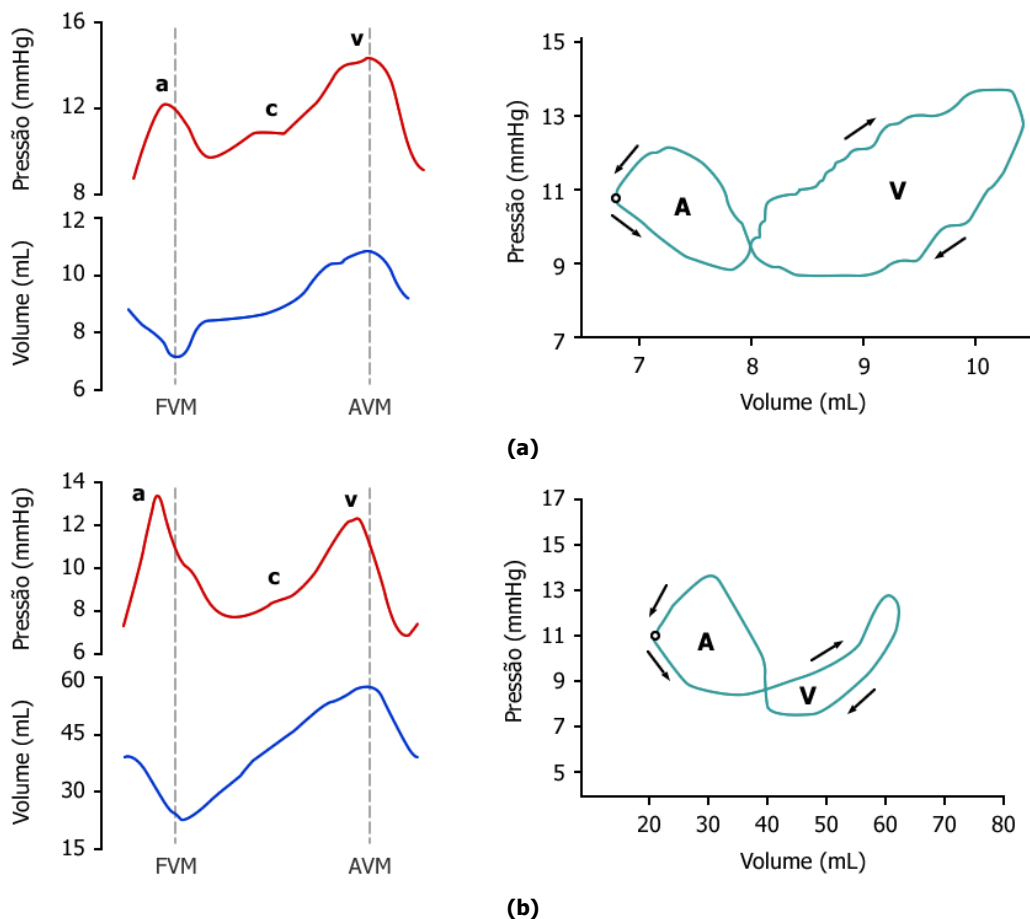 16
12
8
Pressão (mmHg)
a
c
v
12
10
8
6
Volume (mL)
FVM
AVM
15
13
11
9
7
Pressão (mmHg)
A
V
7
8
9
10
Volume (mL)
(a)
14
12
10
8
6
Pressão (mmHg)
a
c
v
60
45
30
15
Volume (mL)
FVM
AVM
17
15
13
11
9
7
5
Pressão (mmHg)
A
V
20
30
40
50
60
70
80
Volume (mL)
(b)